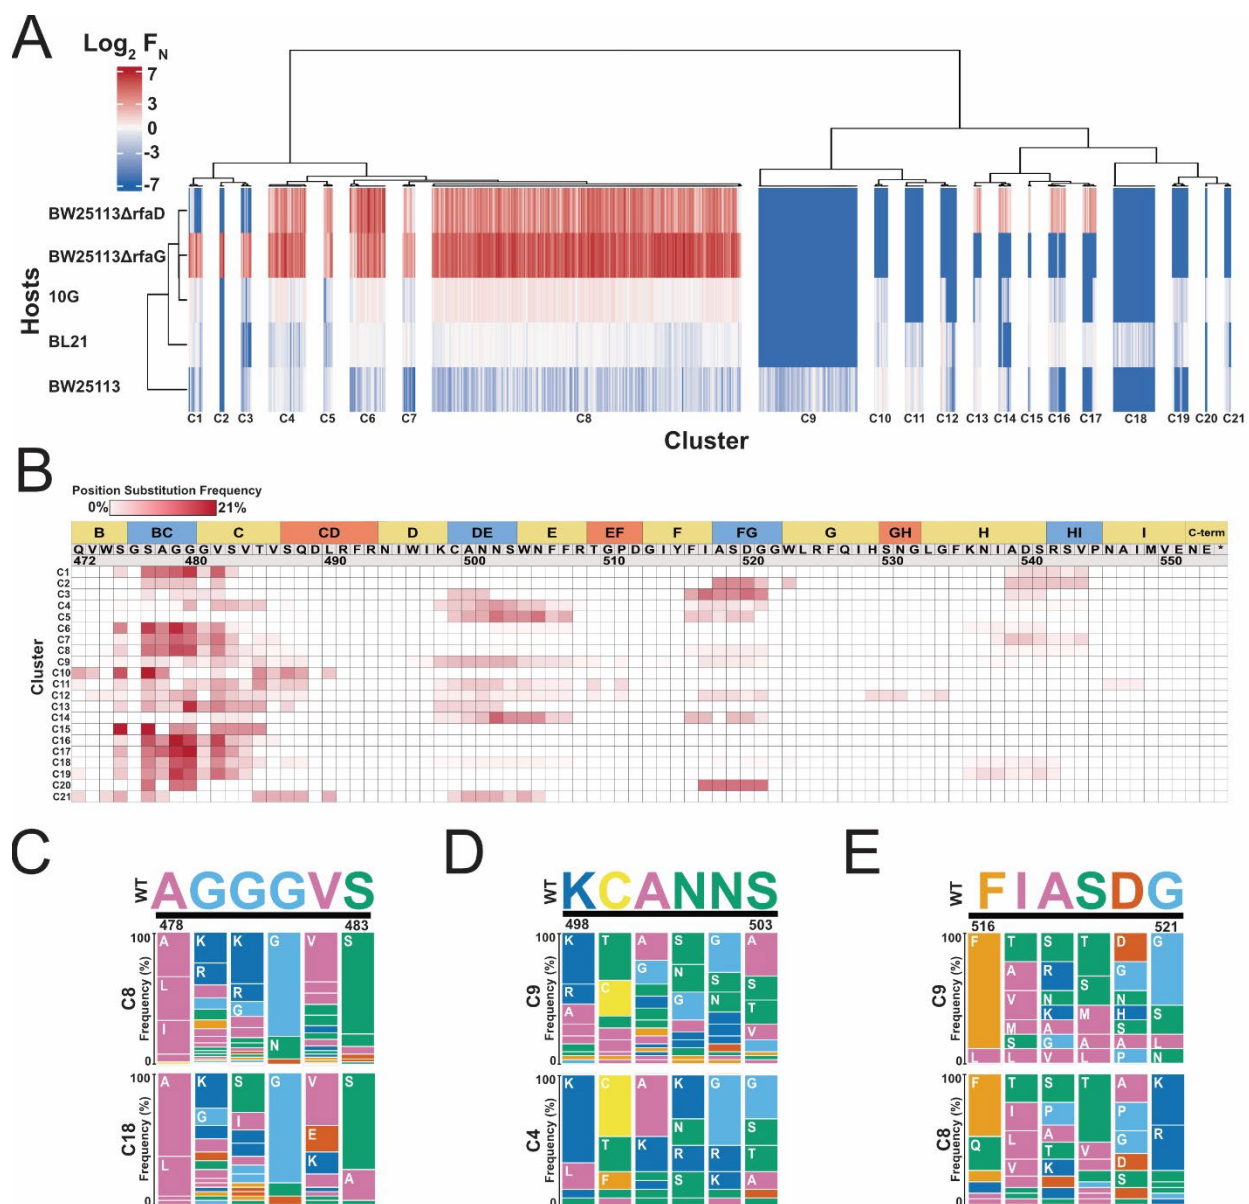 A
Log2 FN
7
3
0
-3
-7
Hosts
BW25113ΔrfaD
BW25113ΔrfaG
10G
BL21
BW25113
C1 C2 C3 C4 C5 C6 C7 C8 C9 C10 C11 C12 C13 C14 C15 C16 C17 C18 C19 C20 C21
Cluster
B
Position Substitution Frequency
0% 21%
B BC C CD D DE E EF F FG G GH H HI I C-term
Q V W S G S A G G G V S V T V S Q D L R F R N I W I K C A N N S W N F F R T G P D G I Y F I A S D G G W L R F Q I H S N G L G F K N I A D S R S V P N A I M V E N E *
472 480 490 500 510 520 530 540 550
Cluster
C1
C2
C3
C4
C5
C6
C7
C8
C9
C10
C11
C12
C13
C14
C15
C16
C17
C18
C19
C20
C21
C
WT AGGGVS
478 483
C8
Frequency (%)
100
0
A K K G V S
L R R
I G N
C18
Frequency (%)
100
0
A K S G V S
L G I E A
K
D
WT KCANNS
498 503
C9
Frequency (%)
100
0
K T A S G A
R C G N S S
A G N T
V
C4
Frequency (%)
100
0
K C A K G G
L T K N R S
F R K T
S A
E
WT FIASDG
516 521
C9
Frequency (%)
100
0
F T S T D G
L A R S G S
V N M N L
M K A H N
S A L S
L G A
V P
C8
Frequency (%)
100
0
F T S T A K
Q I P V P R
L A G
V T D
K S